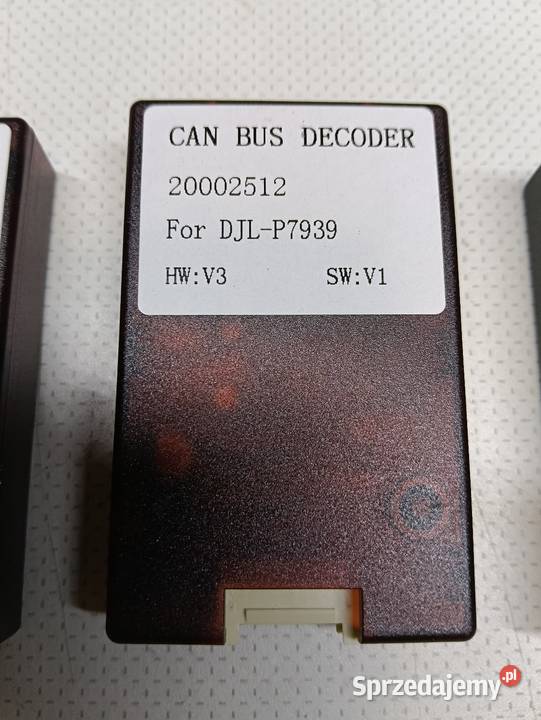 CAN BUS DECODER
20002512
For DJL-P7939
HW:V3 SW:V1
Sprzedajemy .pl